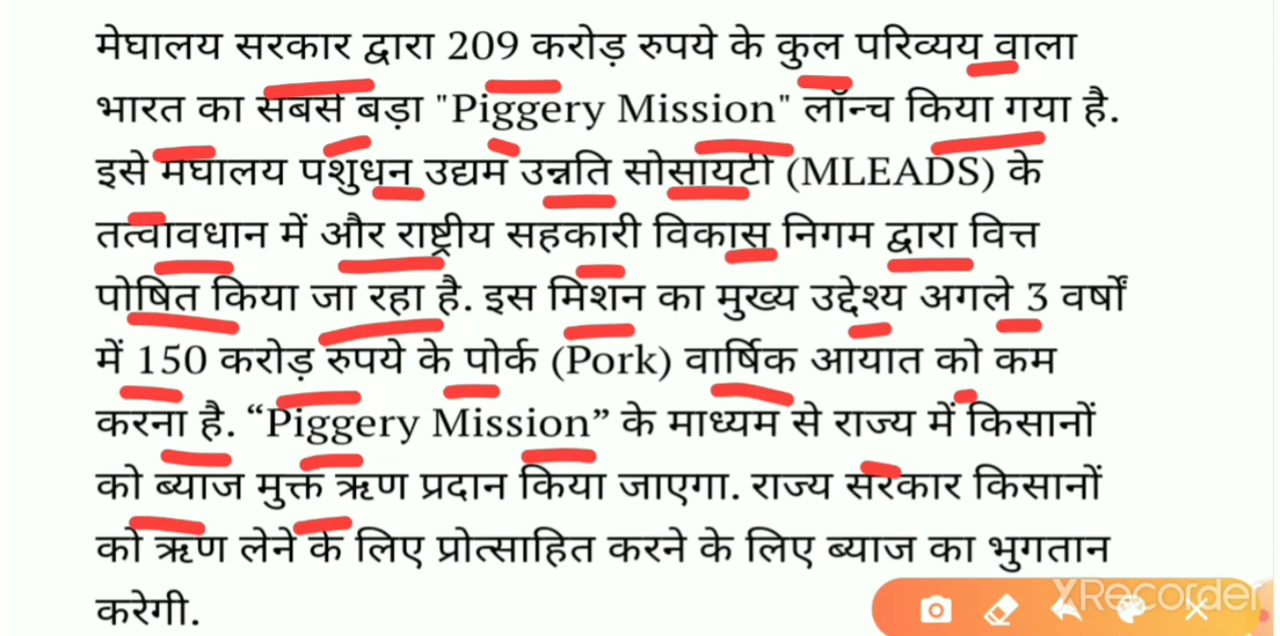 मेघालय सरकार द्वारा 209 करोड़ रुपये के कुल परिव्यय वाला
भारत का सबसे बड़ा "Piggery Mission" लॉन्च किया गया है.
इसे मेघालय पशुधन उद्यम उन्नति सोसायटी (MLEADS) के
तत्वावधान में और राष्ट्रीय सहकारी विकास निगम द्वारा वित्त
पोषित किया जा रहा है. इस मिशन का मुख्य उद्देश्य अगले 3 वर्षों
में 150 करोड़ रुपये के पोर्क (Pork) वार्षिक आयात को कम
करना है. “Piggery Mission” के माध्यम से राज्य में किसानों
को ब्याज मुक्त ऋण प्रदान किया जाएगा. राज्य सरकार किसानों
को ऋण लेने के लिए प्रोत्साहित करने के लिए ब्याज का भुगतान
करेगी.
XRecorder